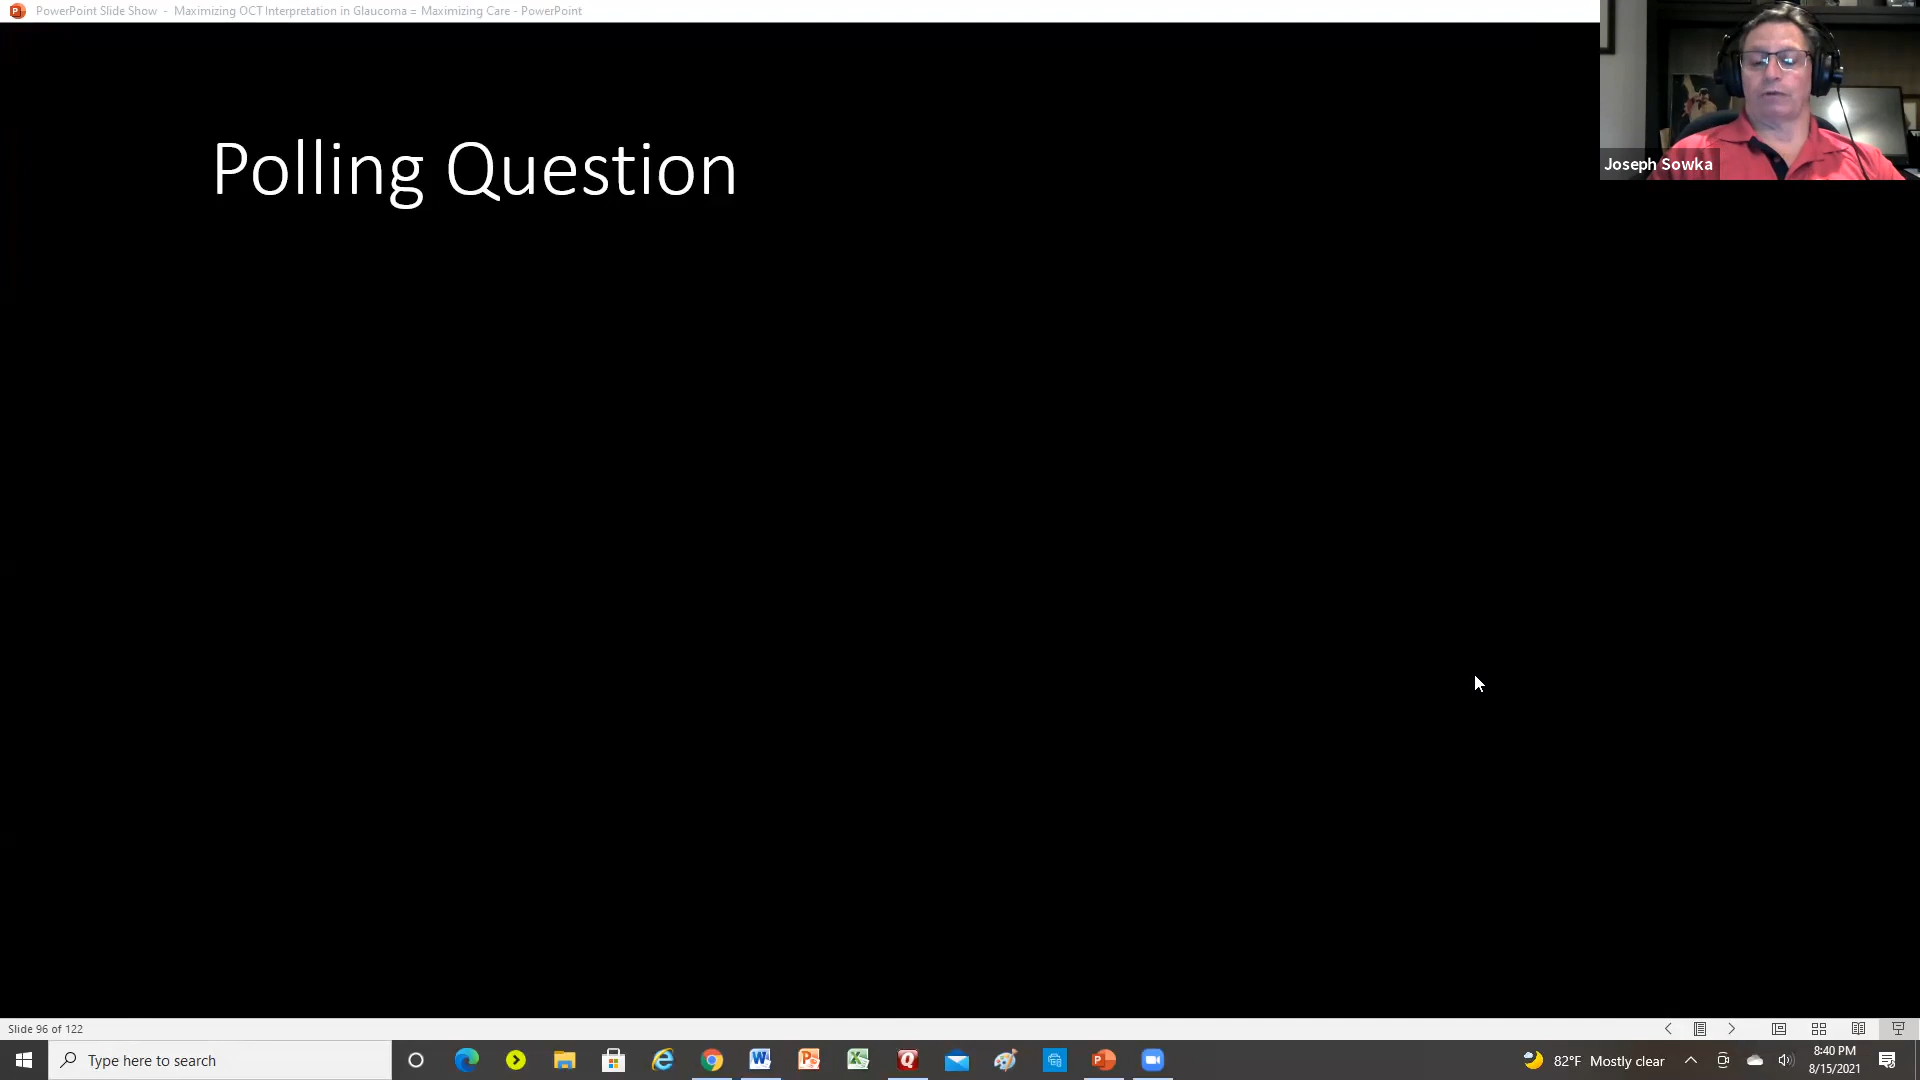 PowerPoint Slide Show - Maximizing OCT Interpretation in Glaucoma = Maximizing Care - PowerPoint
Joseph Sowka
Polling Question
Slide 96 of 122
Type here to search
82°F Mostly clear
8:40 PM
8/15/2021